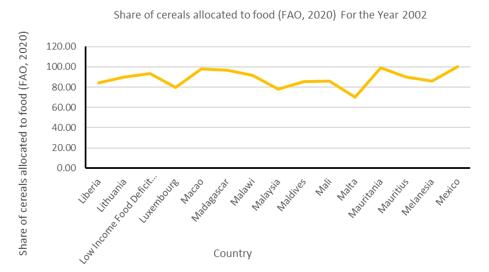 Share of cereals allocated to food (FAO, 2020) For the Year 2002
Share of cereals allocated to food (FAO, 2020)
120.00
100.00
80.00
60.00
40.00
20.00
0.00
Liberia
Lithuania
Low Income Food Deficit...
Luxembourg
Macao
Madagascar
Malawi
Malaysia
Maldives
Mali
Malta
Mauritania
Mauritius
Melanesia
Mexico
Country